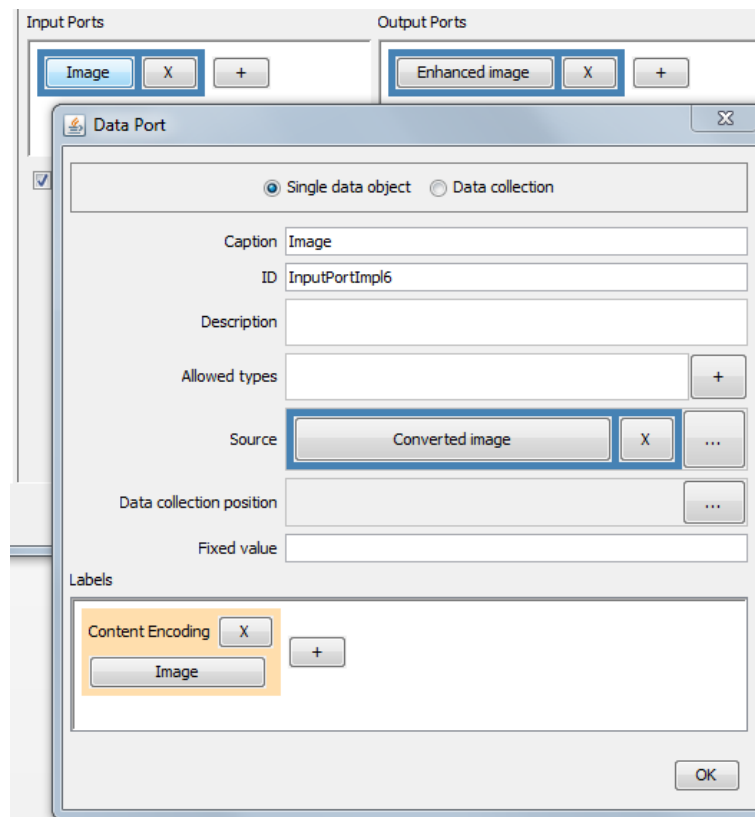 Input Ports Output Ports
Image X + Enhanced image X +
Data Port
Single data object Data collection
Caption Image
ID InputPortImpl6
Description
Allowed types +
Source Converted image X ...
Data collection position ...
Fixed value
Labels
Content Encoding X
+
Image
OK